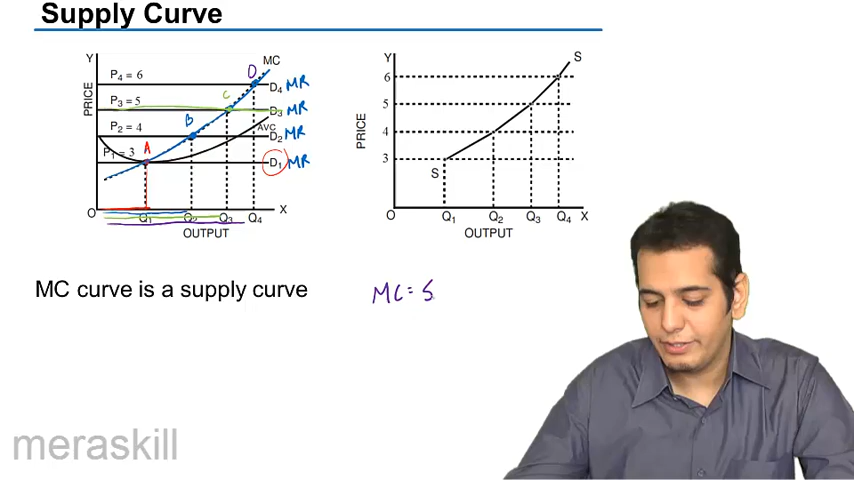 Supply Curve
Y
PRICE
P4 = 6
P3 = 5
P2 = 4
P1 = 3
A
B
C
D
MC
AVC
D4 MR
D3 MR
D2 MR
D1 MR
O
Q1
Q2
Q3
Q4
X
OUTPUT
Y
PRICE
6
5
4
3
S
S
O
Q1
Q2
Q3
Q4
X
OUTPUT
MC curve is a supply curve
MC = S
meraskill